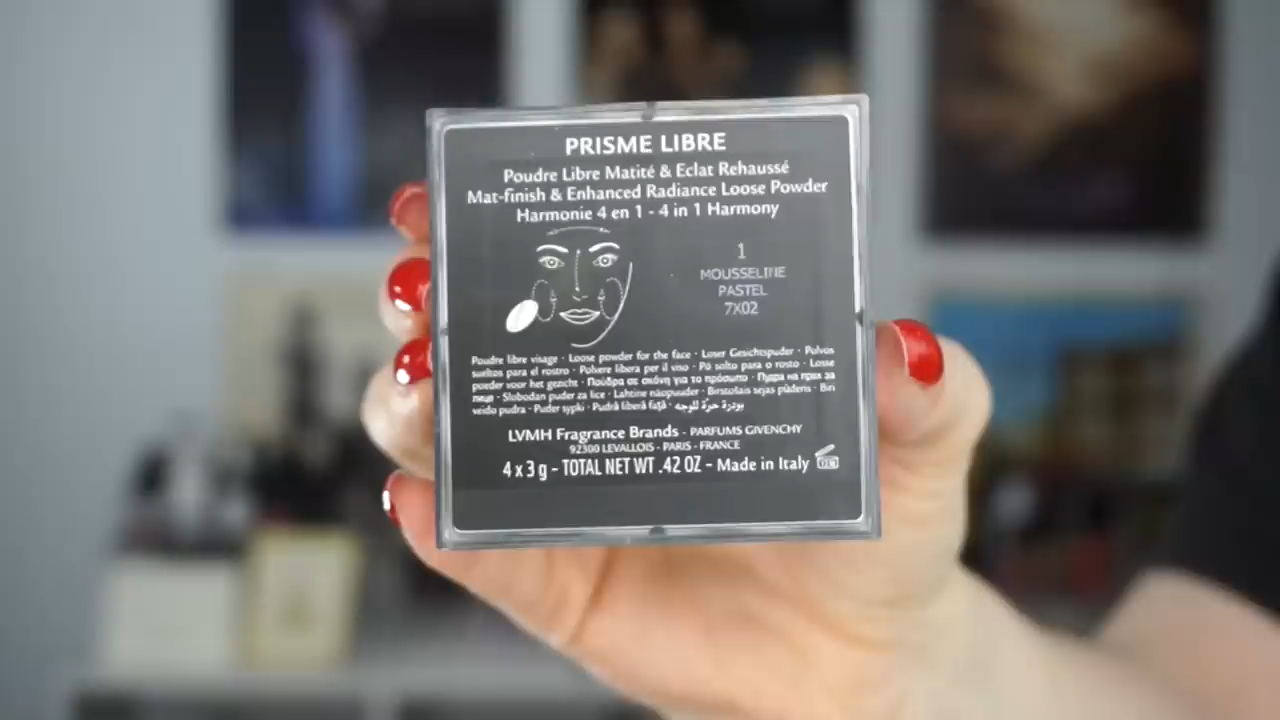 PRISME LIBRE
Poudre Libre Matité & Eclat Rehaussé
Mat-finish & Enhanced Radiance Loose Powder
Harmonie 4 en 1 - 4 in 1 Harmony
1
MOUSSELINE
PASTEL
7X02
Poudre libre visage · Loose powder for the face · Loser Gesichtspuder · Polvos
sueltos para el rostro · Polvere libera per il viso · Pó solto para o rosto · Losse
poeder voor het gezicht · Πούδρα σε σκόνη για το πρόσωπο · Пудра на прах за
лице · Slobodan puder za lice · Lahtine näopuuder · Birstošais sejas pūderis · Biri
veido pudra · Puder sypki · Pudră liberă față · بودرة حرّة للوجه
LVMH Fragrance Brands - PARFUMS GIVENCHY
92300 LEVALLOIS - PARIS - FRANCE
4 x 3 g - TOTAL NET WT .42 OZ - Made in Italy